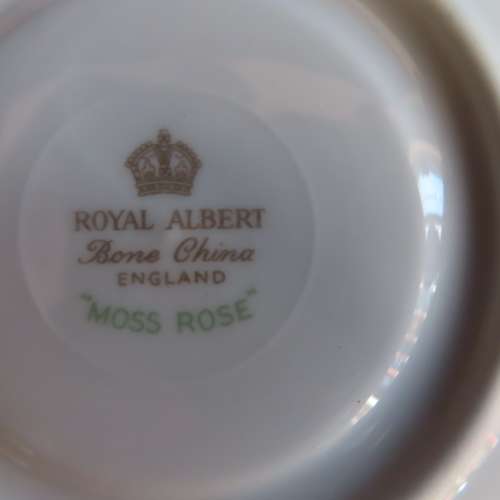 ROYAL ALBERT
Bone China
ENGLAND
"MOSS ROSE"